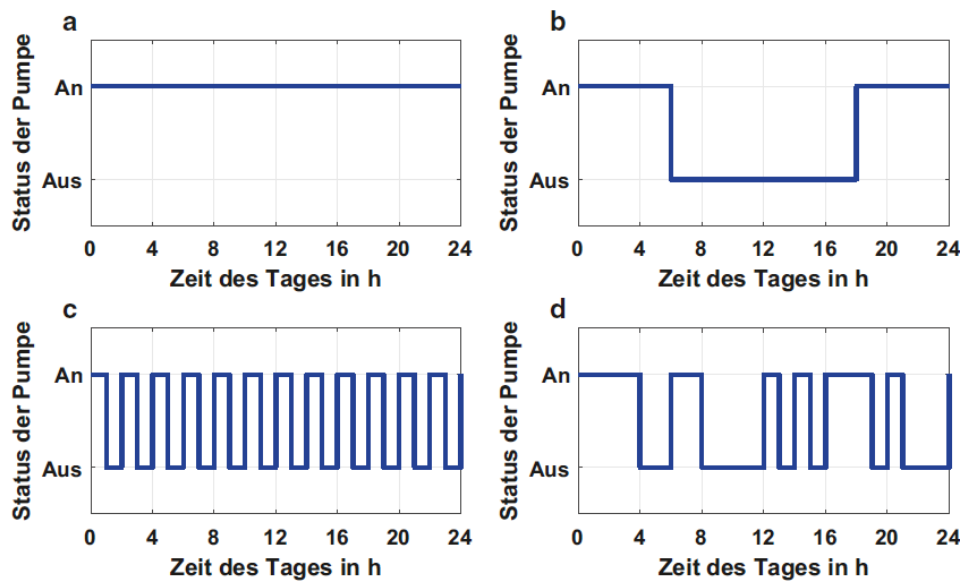 a
Status der Pumpe
An
Aus
0 4 8 12 16 20 24
Zeit des Tages in h
b
Status der Pumpe
An
Aus
0 4 8 12 16 20 24
Zeit des Tages in h
c
Status der Pumpe
An
Aus
0 4 8 12 16 20 24
Zeit des Tages in h
d
Status der Pumpe
An
Aus
0 4 8 12 16 20 24
Zeit des Tages in h